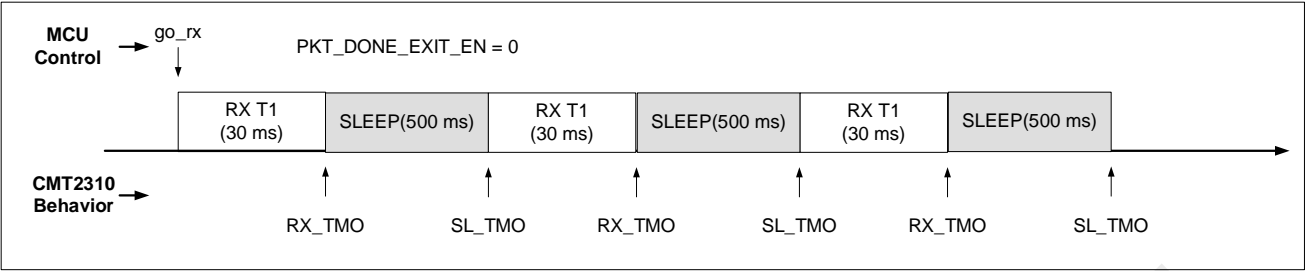 MCU
Control
go_rx
PKT_DONE_EXIT_EN = 0
RX T1
(30 ms)
SLEEP(500 ms)
RX T1
(30 ms)
SLEEP(500 ms)
RX T1
(30 ms)
SLEEP(500 ms)
CMT2310
Behavior
RX_TMO
SL_TMO
RX_TMO
SL_TMO
RX_TMO
SL_TMO